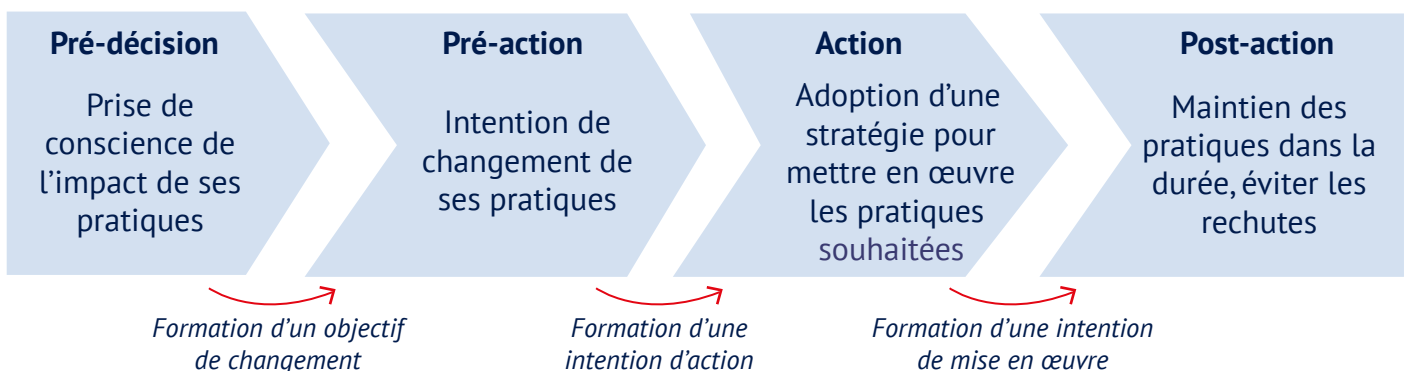 Pré-décision
Prise de
conscience de
l’impact de ses
pratiques
Pré-action
Intention de
changement de
ses pratiques
Action
Adoption d’une
stratégie pour
mettre en œuvre
les pratiques
souhaitées
Post-action
Maintien des
pratiques dans la
durée, éviter les
rechutes
Formation d’un objectif
de changement
Formation d’une
intention d’action
Formation d’une intention
de mise en œuvre